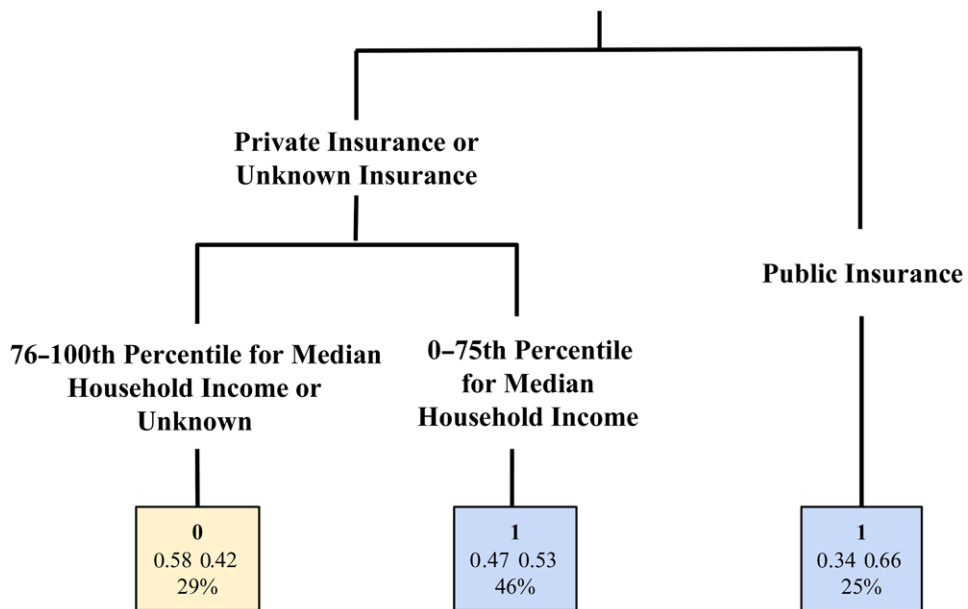 Private Insurance or
Unknown Insurance
Public Insurance
76–100th Percentile for Median
Household Income or
Unknown
0–75th Percentile
for Median
Household Income
0
0.58 0.42
29%
1
0.47 0.53
46%
1
0.34 0.66
25%